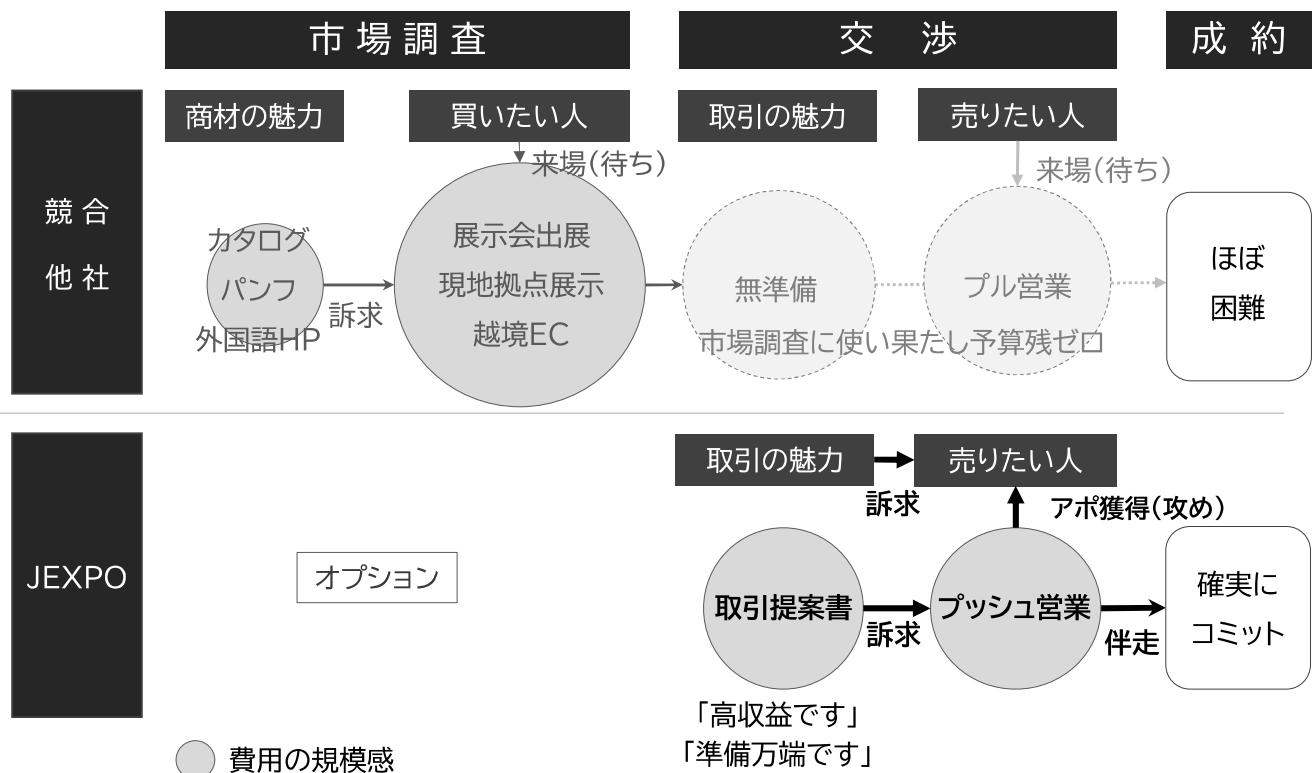 市場調査
交渉
成約
競合
他社
商材の魅力
買いたい人
取引の魅力
売りたい人
来場(待ち)
来場(待ち)
カタログ
パンフ
外国語HP
訴求
展示会出展
現地拠点展示
越境EC
無準備
プル営業
市場調査に使い果たし予算残ゼロ
ほぼ
困難
JEXPO
オプション
取引の魅力
訴求
売りたい人
アポ獲得(攻め)
取引提案書
訴求
プッシュ営業
伴走
確実に
コミット
「高収益です」
「準備万端です」
費用の規模感